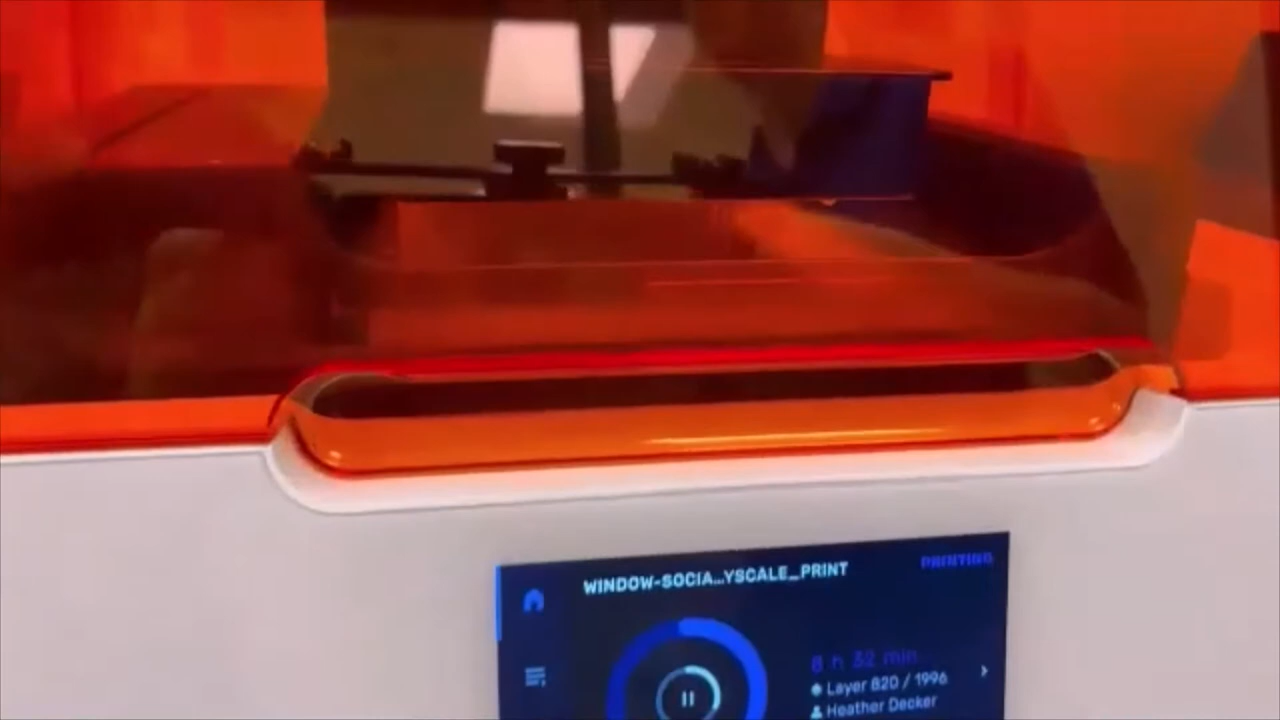 WINDOW-SOCIA...YSCALE_PRINT
PRINTING
8 h 32 min
Layer 820 / 1996
Heather Decker